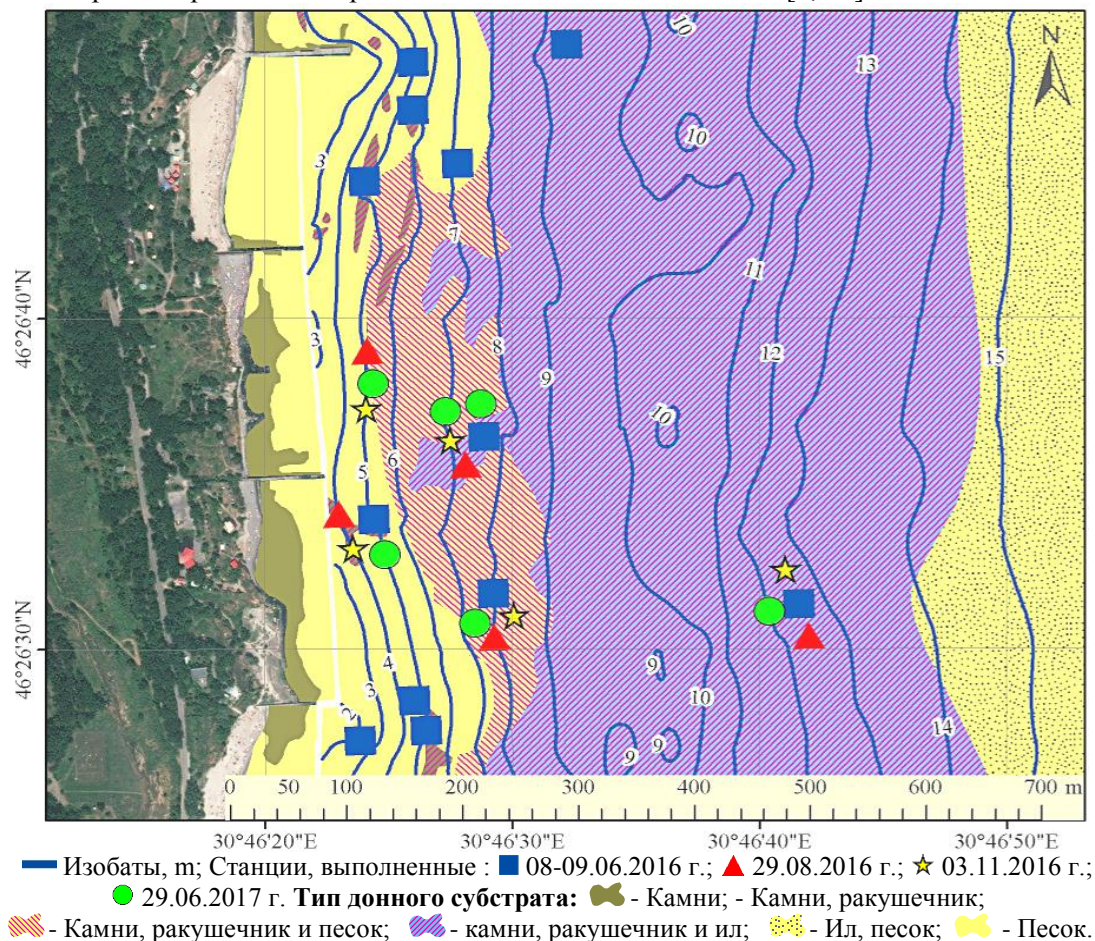 10
13
N
3
10
7
46°26'40"N
11
3
8
12
15
9
10
5
6
46°26'30"N
4
9
3
10
2
14
9
9
0 50 100 200 300 400 500 600 700 m
30°46'20"E 30°46'30"E 30°46'40"E 30°46'50"E
Изобаты, m; Станции, выполненные : 08-09.06.2016 г.; 29.08.2016 г.; 03.11.2016 г.;
29.06.2017 г. Тип донного субстрата: - Камни; - Камни, ракушечник;
- Камни, ракушечник и песок; - камни, ракушечник и ил; - Ил, песок; - Песок.